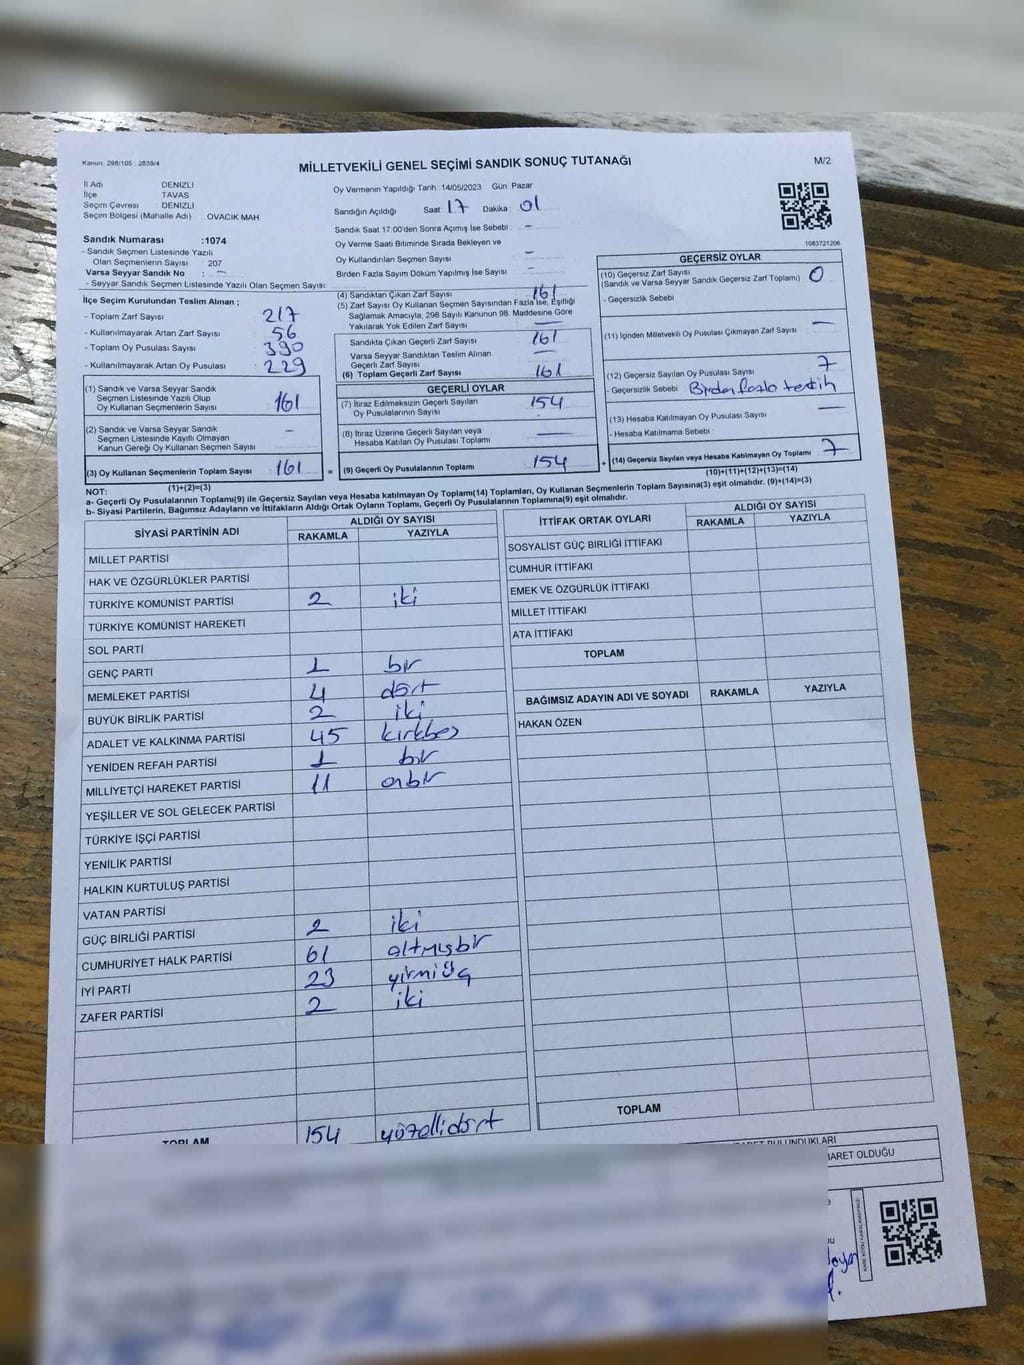 Kanun: 298/105 - 2839/4
MİLLETVEKİLİ GENEL SEÇİMİ SANDIK SONUÇ TUTANAĞI
M/2
İl Adı DENİZLİ
İlçe TAVAS
Seçim Çevresi DENİZLİ
Seçim Bölgesi (Mahalle Adı) : OVACIK MAH.
Sandık Numarası :1074
- Sandık Seçmen Listesinde Yazılı
Olan Seçmenlerin Sayısı 207
Varsa Seyyar Sandık No : -
- Seyyar Seçmen Listesinde Yazılı Olan Seçmen Sayısı:
Oy Vermenin Yapıldığı Tarih: 14/05/2023 Gün: Pazar
Sandığın Açıldığı Saat: 17 Dakika: 01
Sandık Saat 17:00'den Sonra Açımış İse Sebebi : -
Oy Verme Saati Bitiminde Sırada Bekleyen ve
Oy Kullandırılan Seçmen Sayısı -
Birden Fazla Sayım Döküm Yapılmış İse Sayısı -
1083721206
İlçe Seçim Kurulundan Teslim Alınan ;
- Toplam Zarf Sayısı 217
- Kullanılmayarak Artan Zarf Sayısı 56
- Toplam Oy Pusulası Sayısı 390
- Kullanılmayarak Artan Oy Pusulası 229
(1) Sandık ve Varsa Seyyar Sandık
Seçmen Listesinde Yazılı Olup
Oy Kullanan Seçmenlerin Sayısı 161
(2) Sandık ve Varsa Seyyar Sandık
Seçmen Listesinde Kayıtlı Olmayan
Kanun Gereği Oy Kullanan Seçmen Sayısı -
(3) Oy Kullanan Seçmenlerin Toplam Sayısı 161
(1)+(2)=(3)
(4) Sandıktan Çıkan Zarf Sayısı 161
(5) Zarf Sayısı Oy Kullanan Seçmen Sayısından Fazla İse, Eşitliği
Sağlamak Amacıyla, 298 Sayılı Kanunun 98. Maddesine Göre
Yakılarak Yok Edilen Zarf Sayısı —
Sandıkta Çıkan Geçerli Zarf Sayısı 161
Varsa Seyyar Sandıktan Teslim Alınan
Geçerli Zarf Sayısı —
(6) Toplam Geçerli Zarf Sayısı 161
GEÇERLİ OYLAR
(7) İtiraz Edilmeksizin Geçerli Sayılan
Oy Pusulalarının Sayısı 154
(8) İtiraz Üzerine Geçerli Sayılan veya
Hesaba Katılan Oy Pusulası Toplamı —
= (9) Geçerli Oy Pusulalarının Toplamı 154
GEÇERSİZ OYLAR
(10) Geçersiz Zarf Sayısı
(Sandık ve Varsa Seyyar Sandık Geçersiz Zarf Toplamı) 0
- Geçersizlik Sebebi
(11) İçinden Milletvekili Oy Pusulası Çıkmayan Zarf Sayısı —
(12) Geçersiz Sayılan Oy Pusulası Sayısı 7
- Geçersizlik Sebebi Birden fazla tercih
(13) Hesaba Katılmayan Oy Pusulası Sayısı —
- Hesaba Katılmama Sebebi
+ (14) Geçersiz Sayılan veya Hesaba Katılmayan Oy Toplamı 7
(10)+(11)+(12)+(13)=(14)
NOT:
a- Geçerli Oy Pusulalarının Toplamı(9) ile Geçersiz Sayılan veya Hesaba katılmayan Oy Toplamı(14) Toplamları, Oy Kullanan Seçmenlerin Toplam Sayısına(3) eşit olmalıdır. (9)+(14)=(3)
b- Siyasi Partilerin, Bağımsız Adayların ve İttifakların Aldığı Ortak Oyların Toplamı, Geçerli Oy Pusulalarının Toplamına(9) eşit olmalıdır.
SİYASİ PARTİNİN ADI ALDIĞI OY SAYISI
RAKAMLA YAZIYLA
MİLLET PARTİSİ
HAK VE ÖZGÜRLÜKLER PARTİSİ
TÜRKİYE KOMÜNİST PARTİSİ 2 iki
TÜRKİYE KOMÜNİST HAREKETİ
SOL PARTİ
GENÇ PARTİ 1 bir
MEMLEKET PARTİSİ 4 dört
BÜYÜK BİRLİK PARTİSİ 2 iki
ADALET VE KALKINMA PARTİSİ 45 kırkbeş
YENİDEN REFAH PARTİSİ 1 bir
MİLLİYETÇİ HAREKET PARTİSİ 11 onbir
YEŞİLLER VE SOL GELECEK PARTİSİ
TÜRKİYE İŞÇİ PARTİSİ
YENİLİK PARTİSİ
HALKIN KURTULUŞ PARTİSİ
VATAN PARTİSİ
GÜÇ BİRLİĞİ PARTİSİ 2 iki
CUMHURİYET HALK PARTİSİ 61 altmışbir
İYİ PARTİ 23 yirmiüç
ZAFER PARTİSİ 2 iki
TOPLAM 154 yüzellidört
İTTİFAK ORTAK OYLARI ALDIĞI OY SAYISI
RAKAMLA YAZIYLA
SOSYALİST GÜÇ BİRLİĞİ İTTİFAKI
CUMHUR İTTİFAKI
EMEK VE ÖZGÜRLÜK İTTİFAKI
MİLLET İTTİFAKI
ATA İTTİFAKI
TOPLAM
BAĞIMSIZ ADAYIN ADI VE SOYADI RAKAMLA YAZIYLA
HAKAN ÖZEN
TOPLAM
BULUNDUKLARI
OLDUĞU